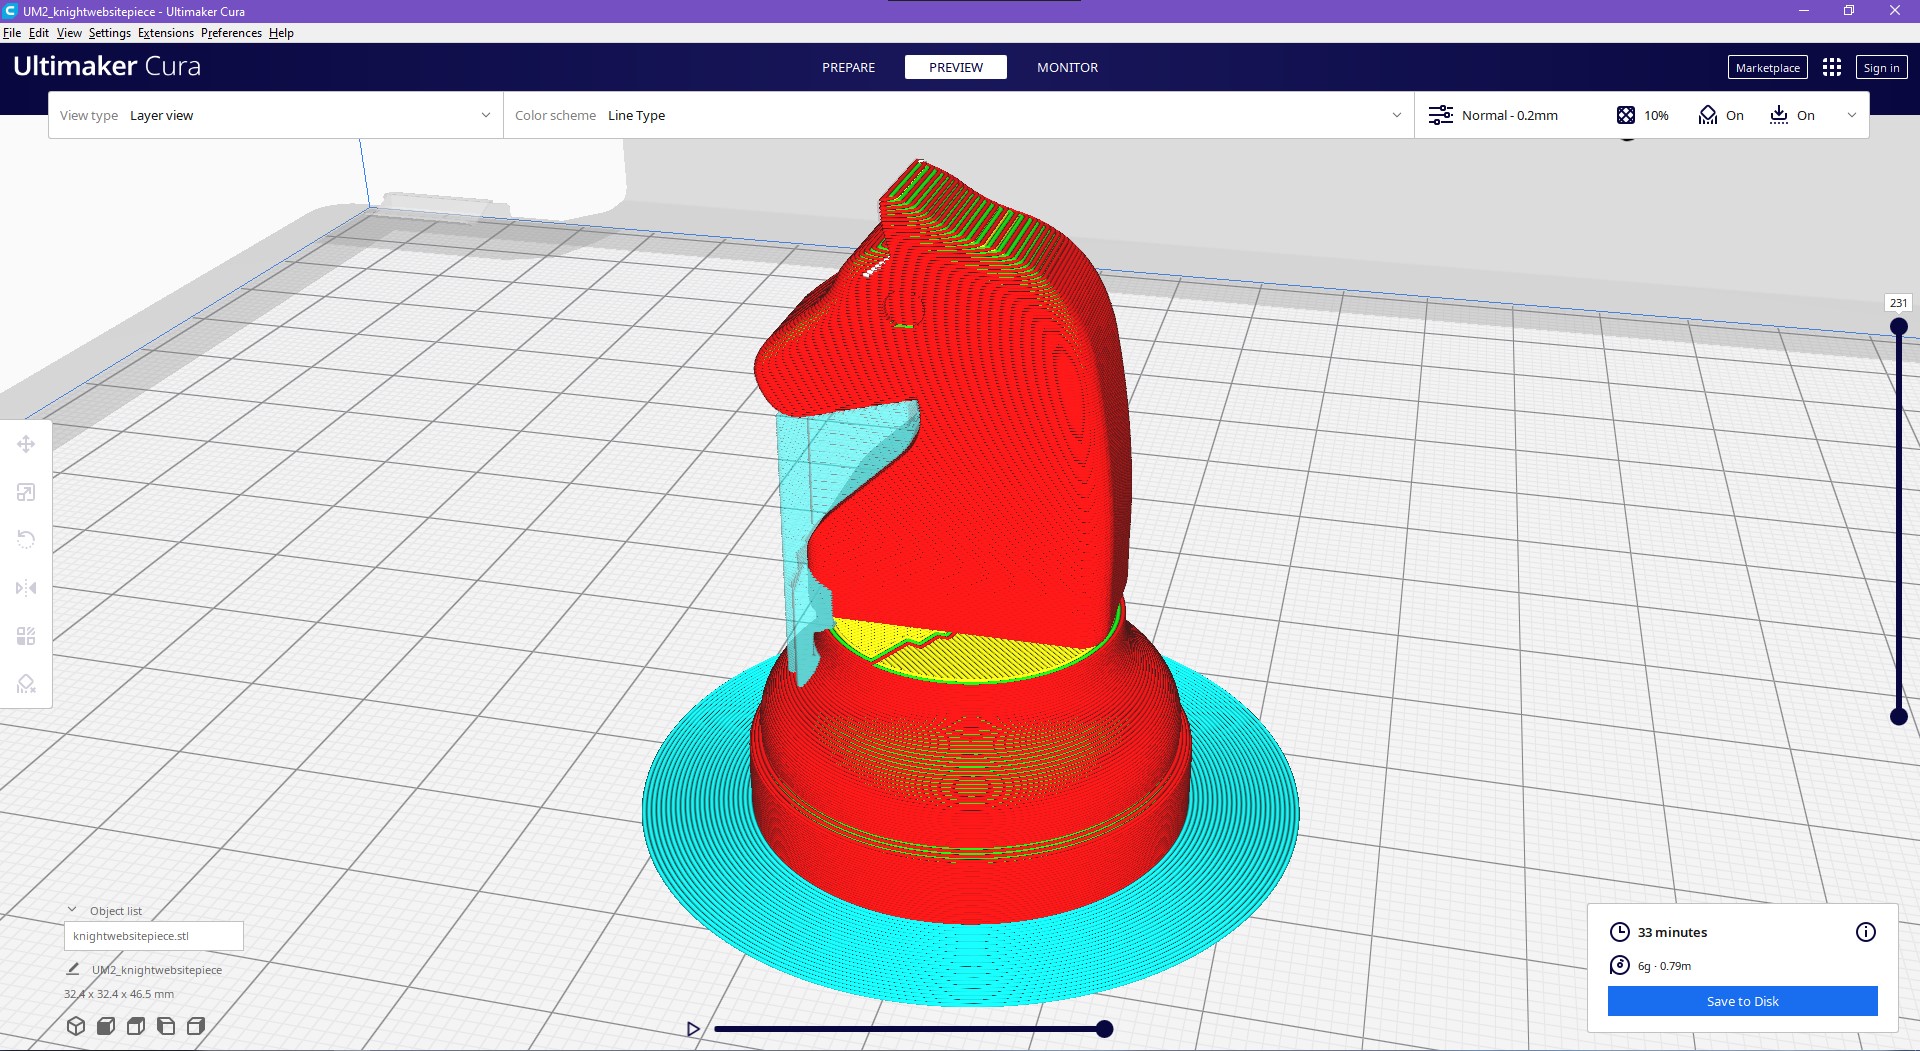 UM2_knightwebsitepiece - Ultimaker Cura
File Edit View Settings Extensions Preferences Help
Ultimaker Cura
PREPARE
PREVIEW
MONITOR
Marketplace
Sign in
View type Layer view
Color scheme Line Type
Normal - 0.2mm
10%
On
On
231
Object list
knightwebsitepiece.stl
UM2_knightwebsitepiece
32.4 x 32.4 x 46.5 mm
33 minutes
6g · 0.79m
Save to Disk